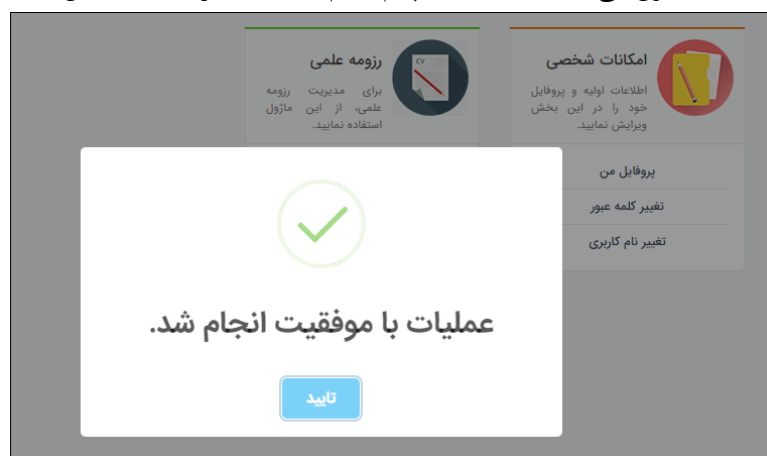 امکانات شخصی
اطلاعات اولیه و پروفایل
خود را در این بخش
ویرایش نمایید.
پروفایل من
تغییر کلمه عبور
تغییر نام کاربری
رزومه علمی
برای مدیریت رزومه
علمی، از این ماژول
استفاده نمایید.
CV
عملیات با موفقیت انجام شد.
تایید